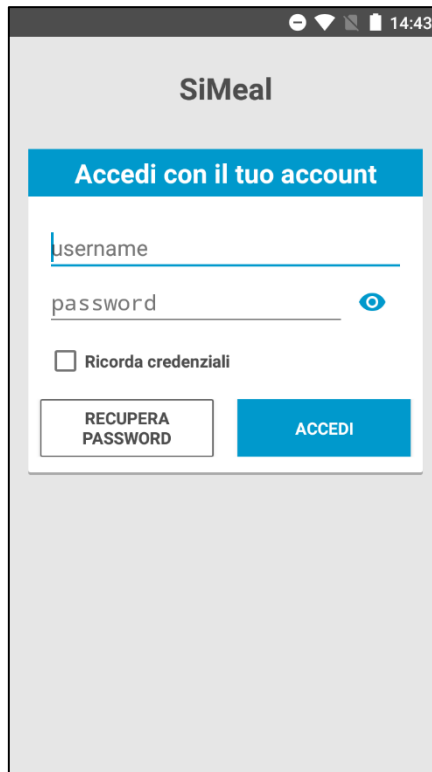 14:43
SiMeal
Accedi con il tuo account
username
password
Ricorda credenziali
RECUPERA
PASSWORD
ACCEDI